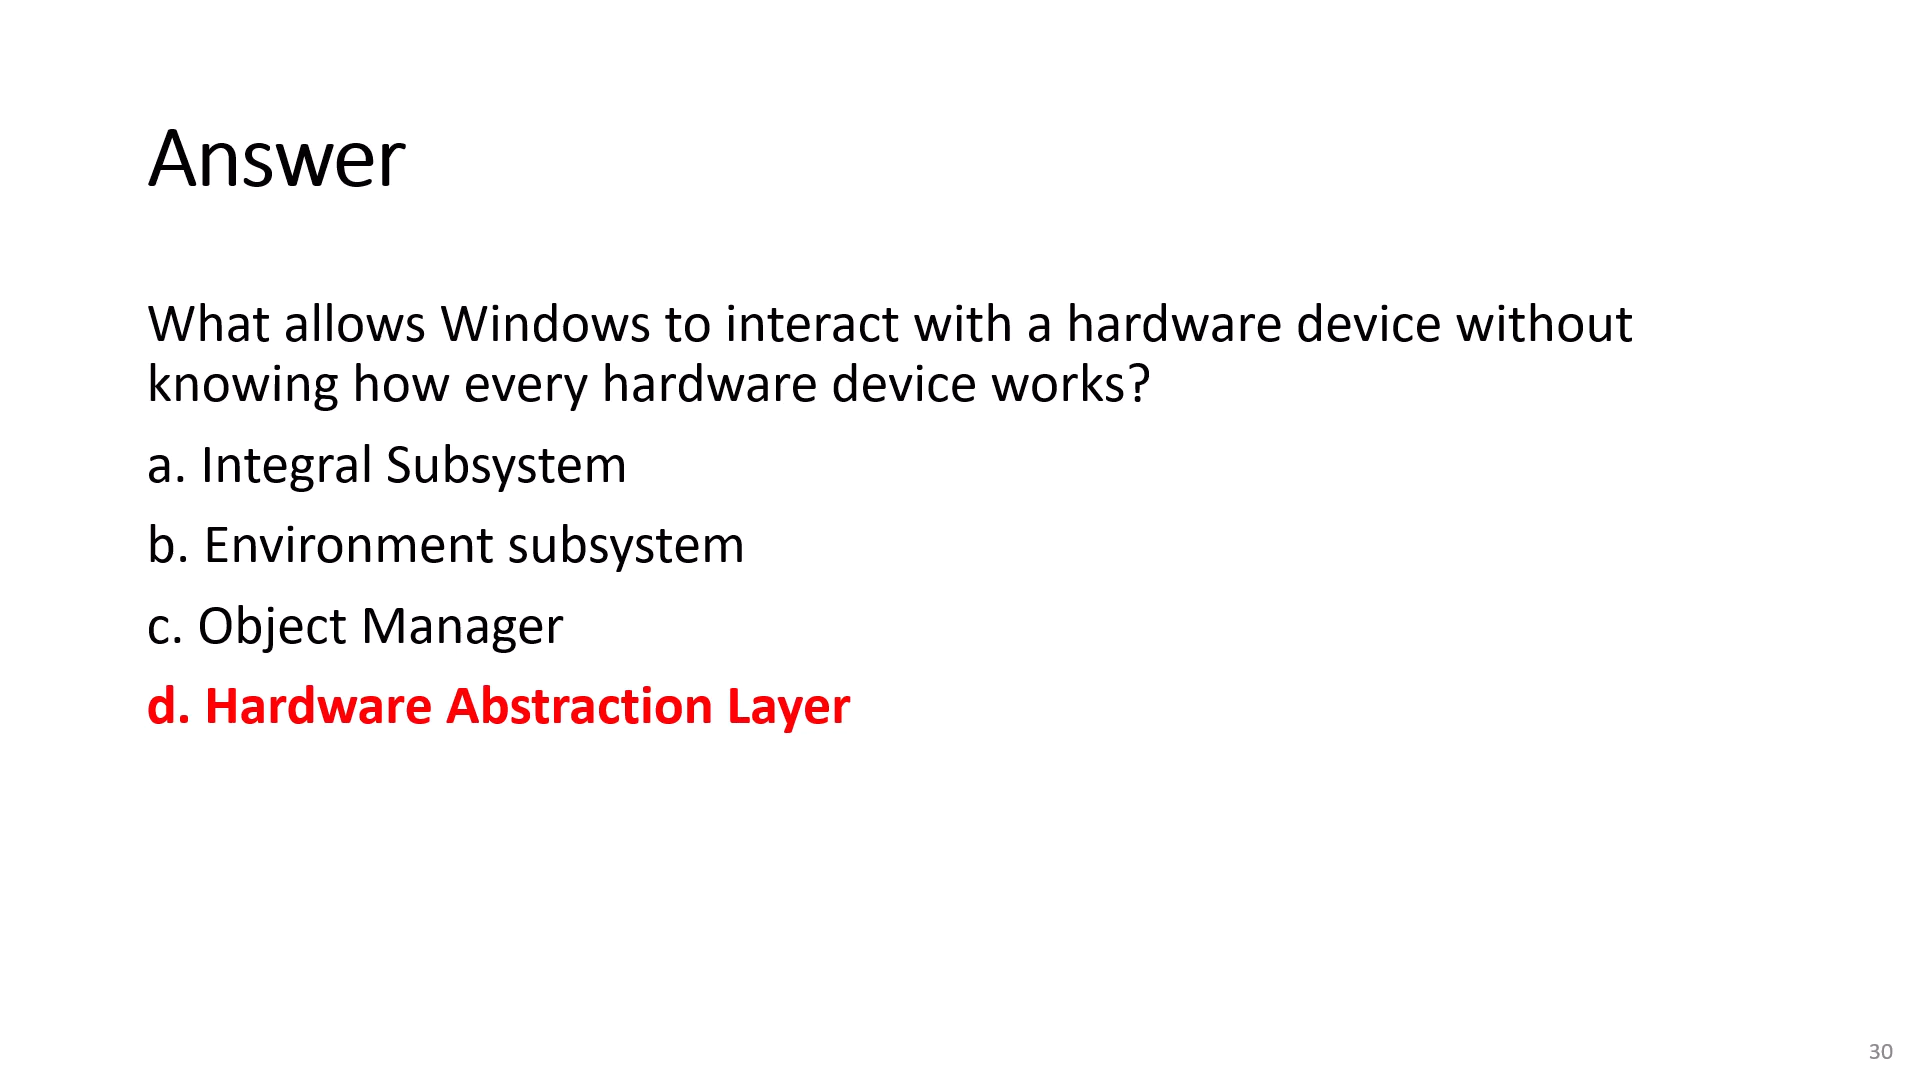 Answer
What allows Windows to interact with a hardware device without
knowing how every hardware device works?
a. Integral Subsystem
b. Environment subsystem
c. Object Manager
d. Hardware Abstraction Layer
30